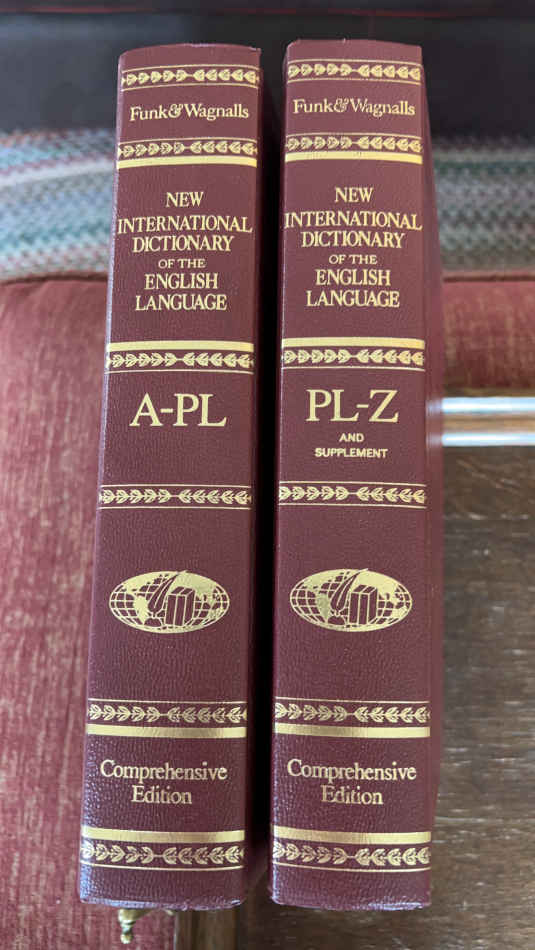 Funk & Wagnalls
NEW
INTERNATIONAL
DICTIONARY
OF THE
ENGLISH
LANGUAGE
A-PL
Comprehensive
Edition
Funk & Wagnalls
NEW
INTERNATIONAL
DICTIONARY
OF THE
ENGLISH
LANGUAGE
PL-Z
AND
SUPPLEMENT
Comprehensive
Edition